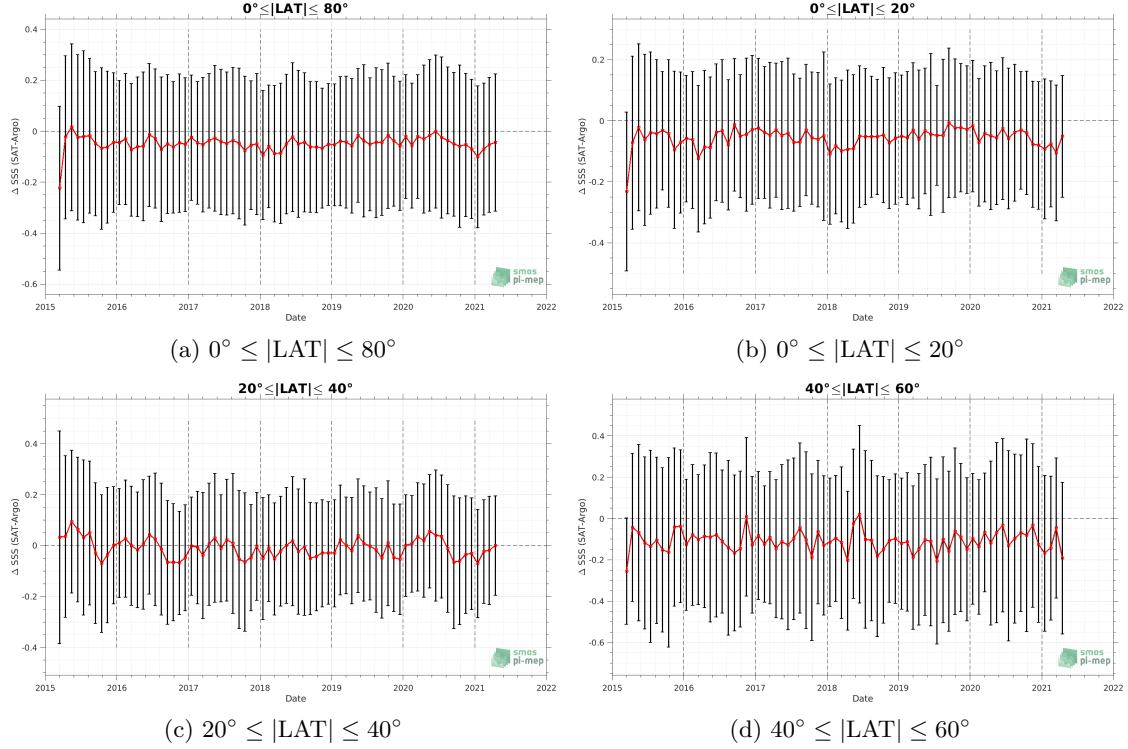 0°≤|LAT|≤ 80°
0.4
0.2
0
-0.2
-0.4
-0.6
Δ SSS (SAT-Argo)
2015 2016 2017 2018 2019 2020 2021 2022
Date
smos
pi-mep
(a) 0° ≤ |LAT| ≤ 80°
0°≤|LAT|≤ 20°
0.2
0
-0.2
-0.4
Δ SSS (SAT-Argo)
2015 2016 2017 2018 2019 2020 2021 2022
Date
smos
pi-mep
(b) 0° ≤ |LAT| ≤ 20°
20°≤|LAT|≤ 40°
0.4
0.2
0
-0.2
-0.4
Δ SSS (SAT-Argo)
2015 2016 2017 2018 2019 2020 2021 2022
Date
smos
pi-mep
(c) 20° ≤ |LAT| ≤ 40°
40°≤|LAT|≤ 60°
0.4
0.2
0
-0.2
-0.4
-0.6
Δ SSS (SAT-Argo)
2015 2016 2017 2018 2019 2020 2021 2022
Date
smos
pi-mep
(d) 40° ≤ |LAT| ≤ 60°